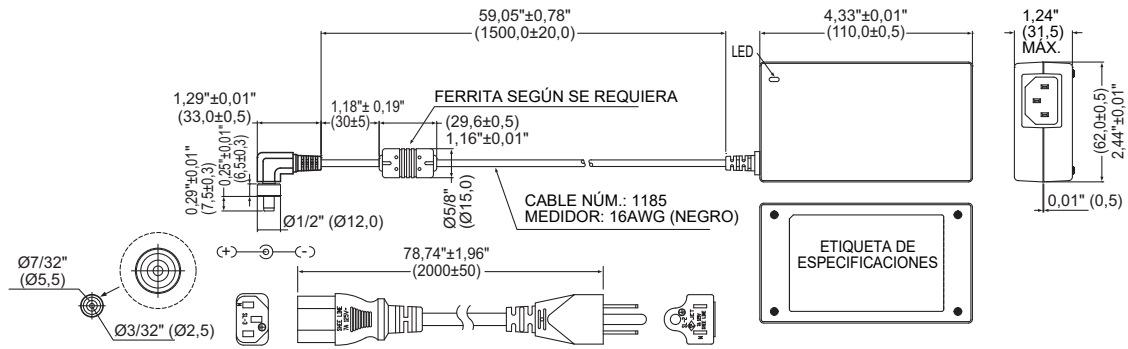 59,05"±0,78"
(1500,0±20,0)
4,33"±0,01"
(110,0±0,5)
1,24"
(31,5)
MÁX.
LED
1,29"±0,01"
(33,0±0,5)
1,18"± 0,19"
(30±5)
FERRITA SEGÚN SE REQUIERA
(29,6±0,5)
1,16"±0,01"
(62,0±0,5)
2,44"±0,01"
0,29"±0,01"
(7,5±0,3)
0,25"±0,01"
(6,5±0,3)
Ø5/8"
(Ø15,0)
CABLE NÚM.: 1185
MEDIDOR: 16AWG (NEGRO)
0,01" (0,5)
Ø1/2" (Ø12,0)
(+)
(-)
78,74"±1,96"
(2000±50)
ETIQUETA DE
ESPECIFICACIONES
Ø7/32"
(Ø5,5)
Ø3/32" (Ø2,5)
7A 125V~